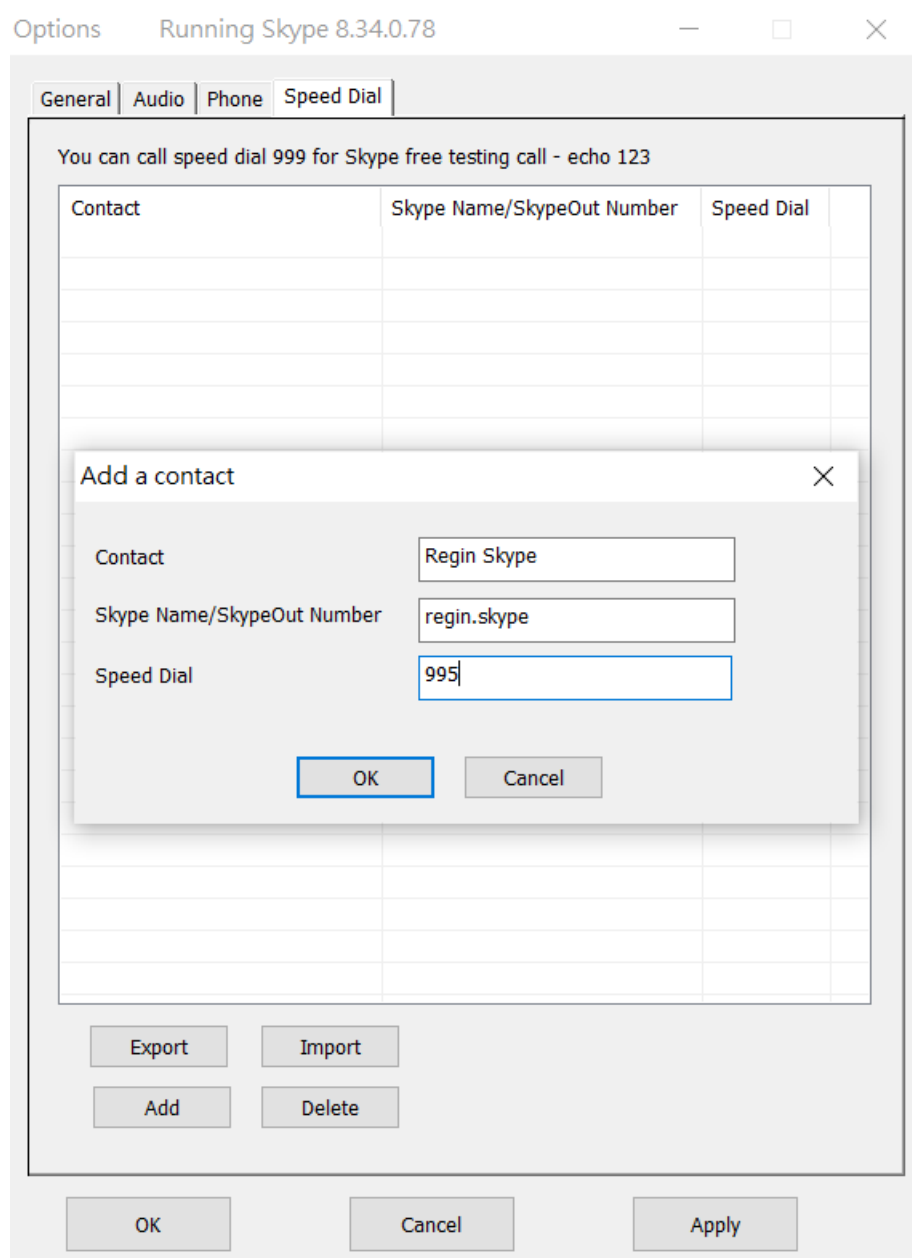 Options Running Skype 8.34.0.78
General Audio Phone Speed Dial
You can call speed dial 999 for Skype free testing call - echo 123
Contact Skype Name/SkypeOut Number Speed Dial
Add a contact
Contact Regin Skype
Skype Name/SkypeOut Number regin.skype
Speed Dial 995
OK Cancel
Export Import
Add Delete
OK Cancel Apply